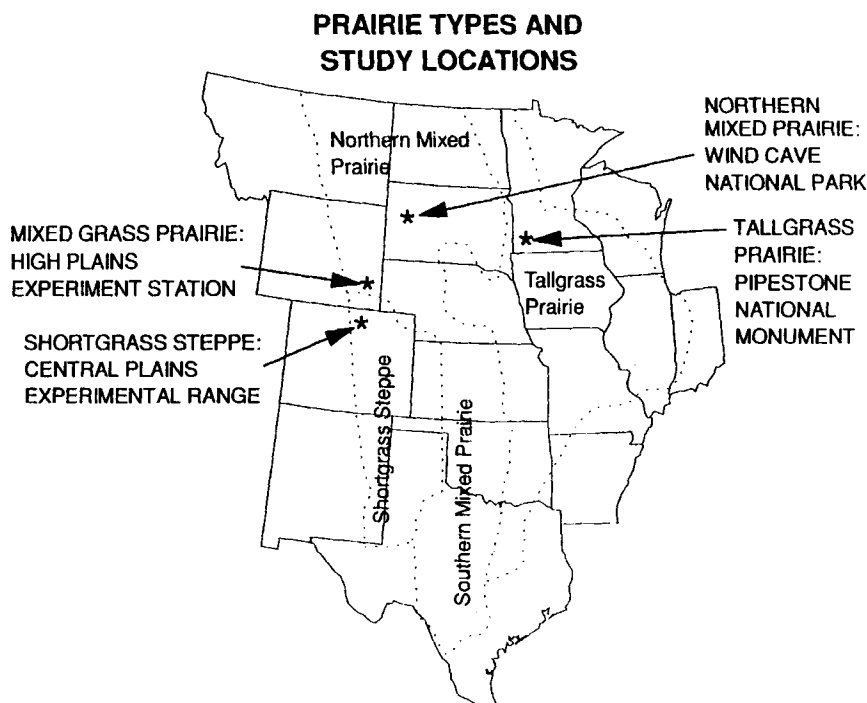 PRAIRIE TYPES AND
STUDY LOCATIONS
NORTHERN
MIXED PRAIRIE:
WIND CAVE
NATIONAL PARK
Northern Mixed
Prairie
MIXED GRASS PRAIRIE:
HIGH PLAINS
EXPERIMENT STATION
TALLGRASS
PRAIRIE:
PIPESTONE
NATIONAL
MONUMENT
Tallgrass
Prairie
SHORTGRASS STEPPE:
CENTRAL PLAINS
EXPERIMENTAL RANGE
Shortgrass Steppe
Southern Mixed Prairie